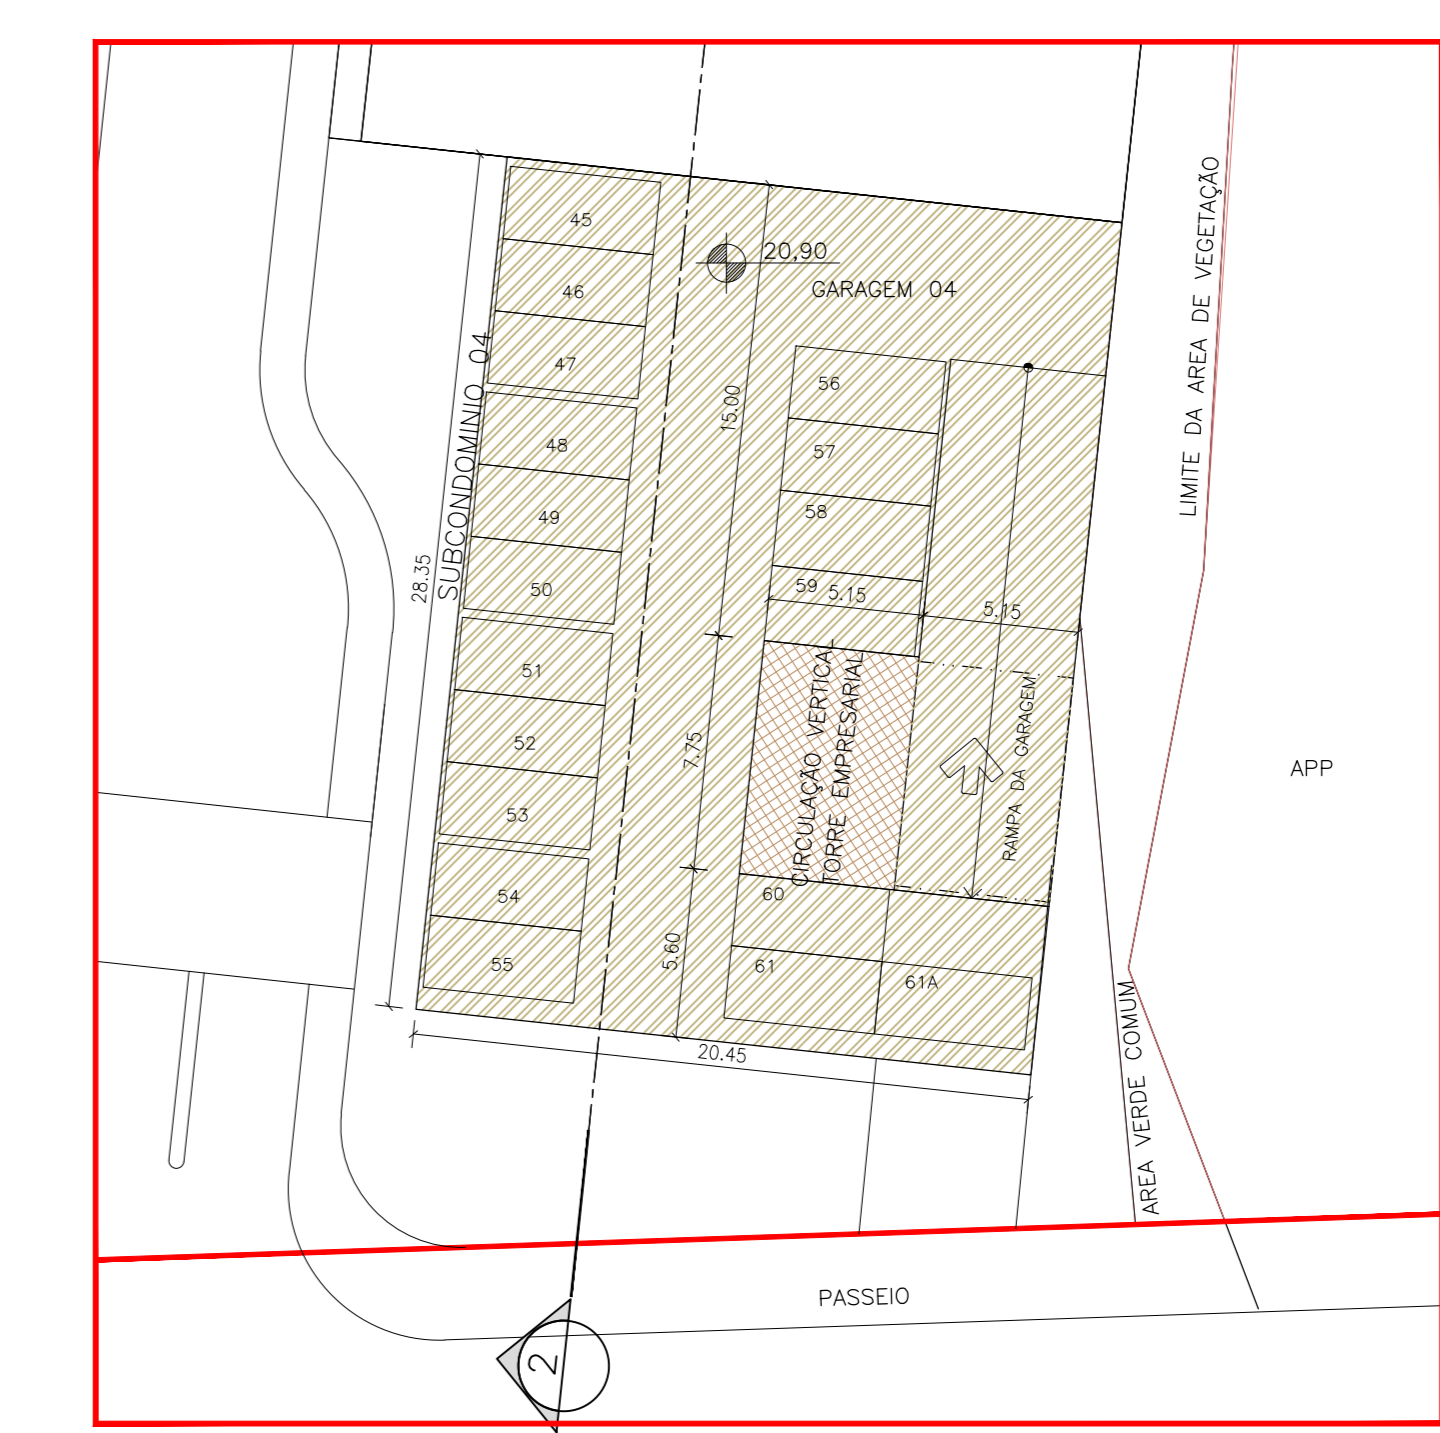 45
20,90
GARAGEM 04
46
47
56
48
57
49
58
50
59
5.15
5.15
15.00
28.35
SUBCONDOMINIO 04
51
52
53
54
55
7.75
5.60
CIRCULAÇÃO VERTICAL
TORRE EMPRESARIAL
RAMPA DA GARAGEM
60
61
61A
20.45
LIMITE DA AREA DE VEGETAÇÃO
APP
AREA VERDE COMUM
PASSEIO
2